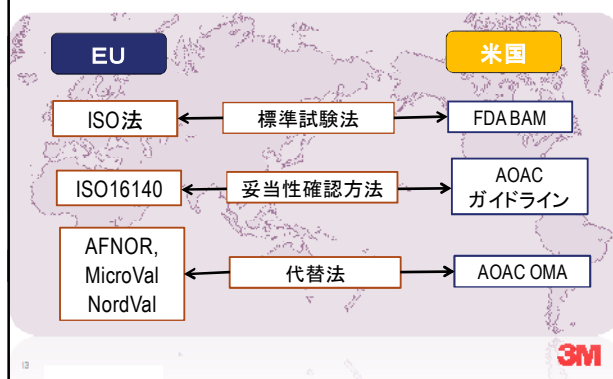 EU
米国
ISO法
標準試験法
FDA BAM
ISO16140
妥当性確認方法
AOAC
ガイドライン
AFNOR,
MicroVal
NordVal
代替法
AOAC OMA
13
3M